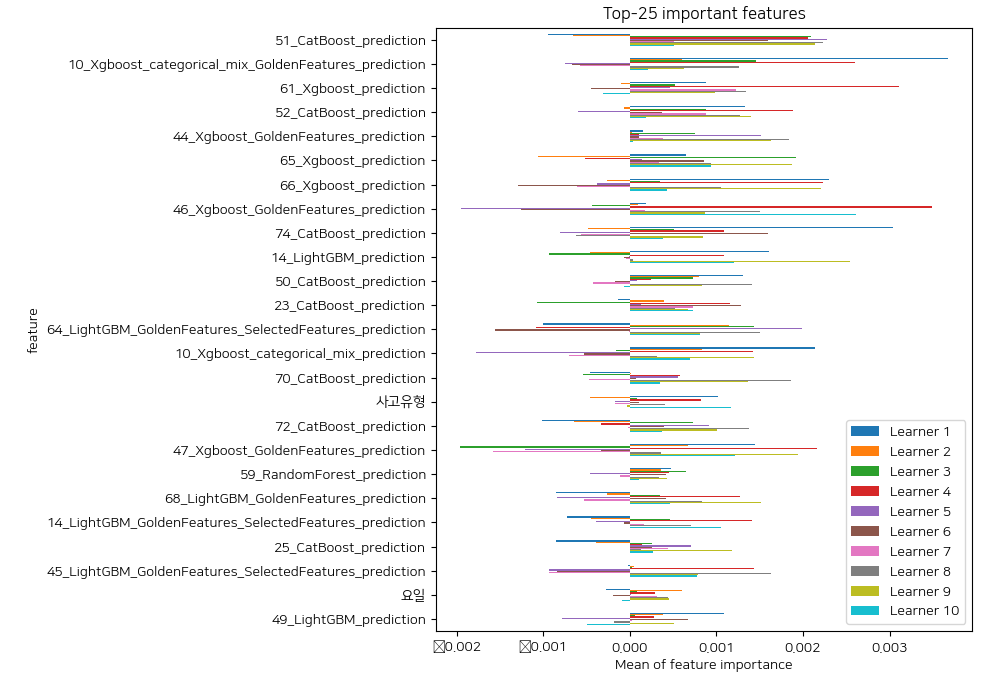 Top-25 important features
51_CatBoost_prediction
10_Xgboost_categorical_mix_GoldenFeatures_prediction
61_Xgboost_prediction
52_CatBoost_prediction
44_Xgboost_GoldenFeatures_prediction
65_Xgboost_prediction
66_Xgboost_prediction
46_Xgboost_GoldenFeatures_prediction
74_CatBoost_prediction
14_LightGBM_prediction
50_CatBoost_prediction
23_CatBoost_prediction
64_LightGBM_GoldenFeatures_SelectedFeatures_prediction
10_Xgboost_categorical_mix_prediction
70_CatBoost_prediction
사고유형
72_CatBoost_prediction
47_Xgboost_GoldenFeatures_prediction
59_RandomForest_prediction
68_LightGBM_GoldenFeatures_prediction
14_LightGBM_GoldenFeatures_SelectedFeatures_prediction
25_CatBoost_prediction
45_LightGBM_GoldenFeatures_SelectedFeatures_prediction
요일
49_LightGBM_prediction
feature
Learner 1
Learner 2
Learner 3
Learner 4
Learner 5
Learner 6
Learner 7
Learner 8
Learner 9
Learner 10
0.002 0.001 0.000 0.001 0.002 0.003
Mean of feature importance